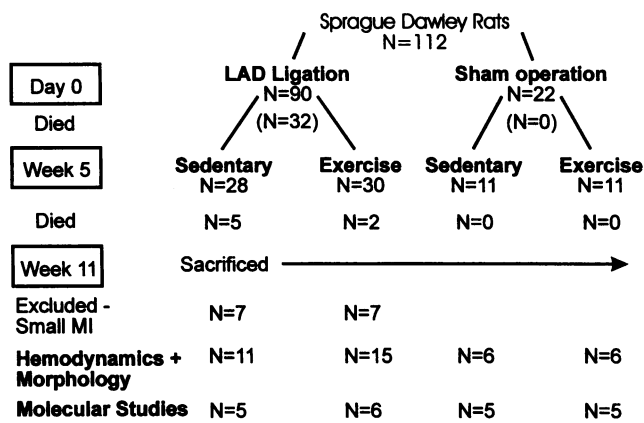 Sprague Dawley Rats
N=112
LAD Ligation Sham operation
Day 0 N=90 N=22
Died (N=32) (N=0)
Sedentary Exercise Sedentary Exercise
Week 5 N=28 N=30 N=11 N=11
Died N=5 N=2 N=0 N=0
Week 11 Sacrificed
Excluded -
Small MI N=7 N=7
Hemodynamics + N=11 N=15 N=6 N=6
Morphology
Molecular Studies N=5 N=6 N=5 N=5